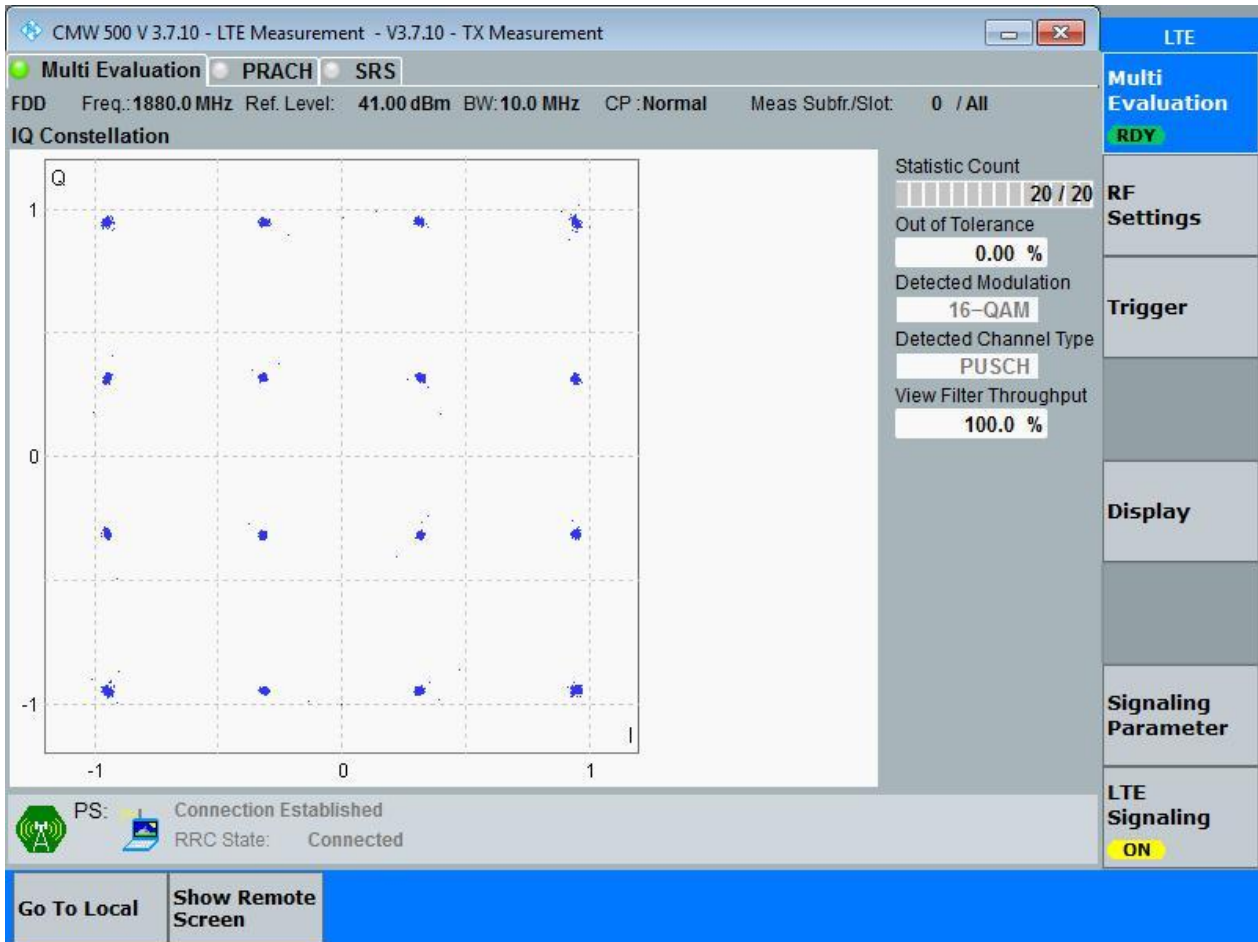 CMW 500 V 3.7.10 - LTE Measurement - V3.7.10 - TX Measurement
LTE
Multi Evaluation PRACH SRS
FDD Freq.: 1880.0 MHz Ref. Level: 41.00 dBm BW: 10.0 MHz CP : Normal Meas Subfr./Slot: 0 / All
IQ Constellation
Q
1
0
-1
I
-1 0 1
Statistic Count
20 / 20
Out of Tolerance
0.00 %
Detected Modulation
16-QAM
Detected Channel Type
PUSCH
View Filter Throughput
100.0 %
Multi
Evaluation
RDY
RF
Settings
Trigger
Display
Signaling
Parameter
LTE
Signaling
ON
PS: Connection Established
RRC State: Connected
Go To Local
Show Remote
Screen